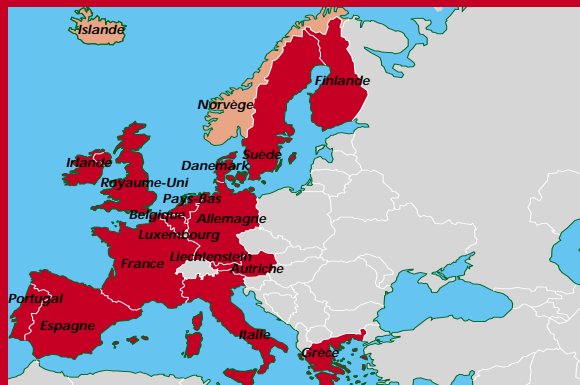 Islande
Finlande
Norvège
Suède
Irlande
Danemark
Royaume-Uni
Pays Bas
Belgique
Allemagne
Luxembourg
Liechtenstein
France
Autriche
Portugal
Espagne
Italie
Grèce